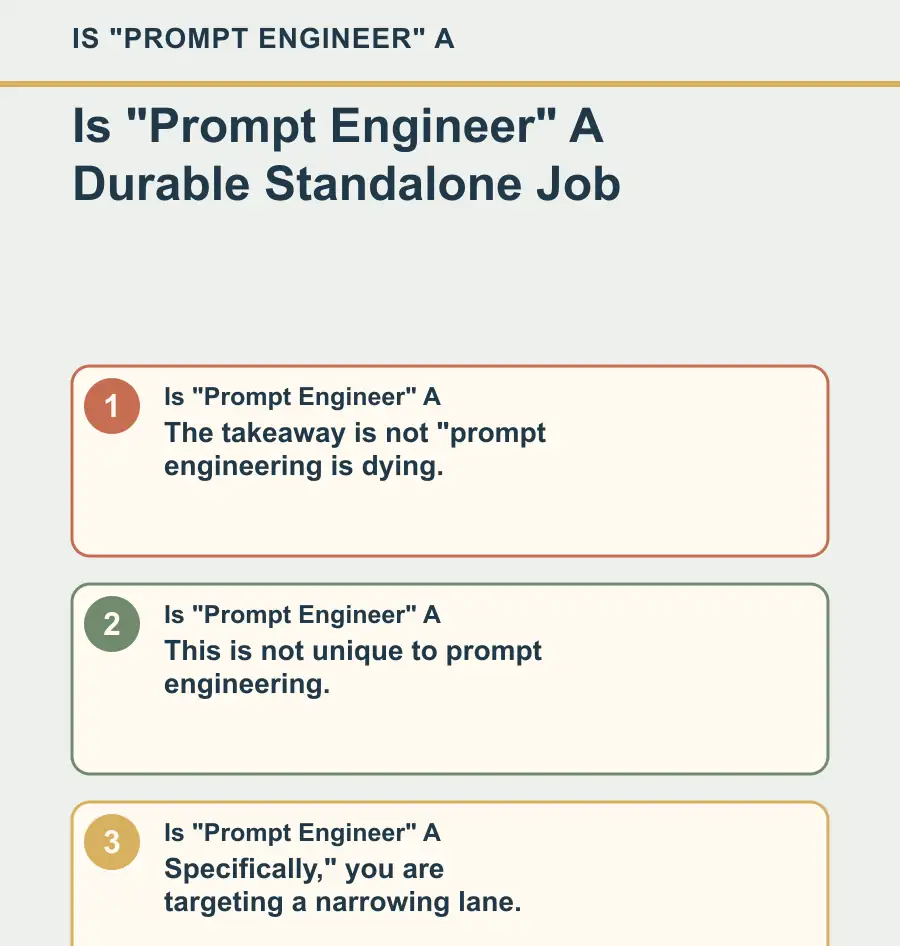 IS "PROMPT ENGINEER" A
Is "Prompt Engineer" A
Durable Standalone Job
1
Is "Prompt Engineer" A
The takeaway is not "prompt
engineering is dying.
2
Is "Prompt Engineer" A
This is not unique to prompt
engineering.
3
Is "Prompt Engineer" A
Specifically," you are
targeting a narrowing lane.